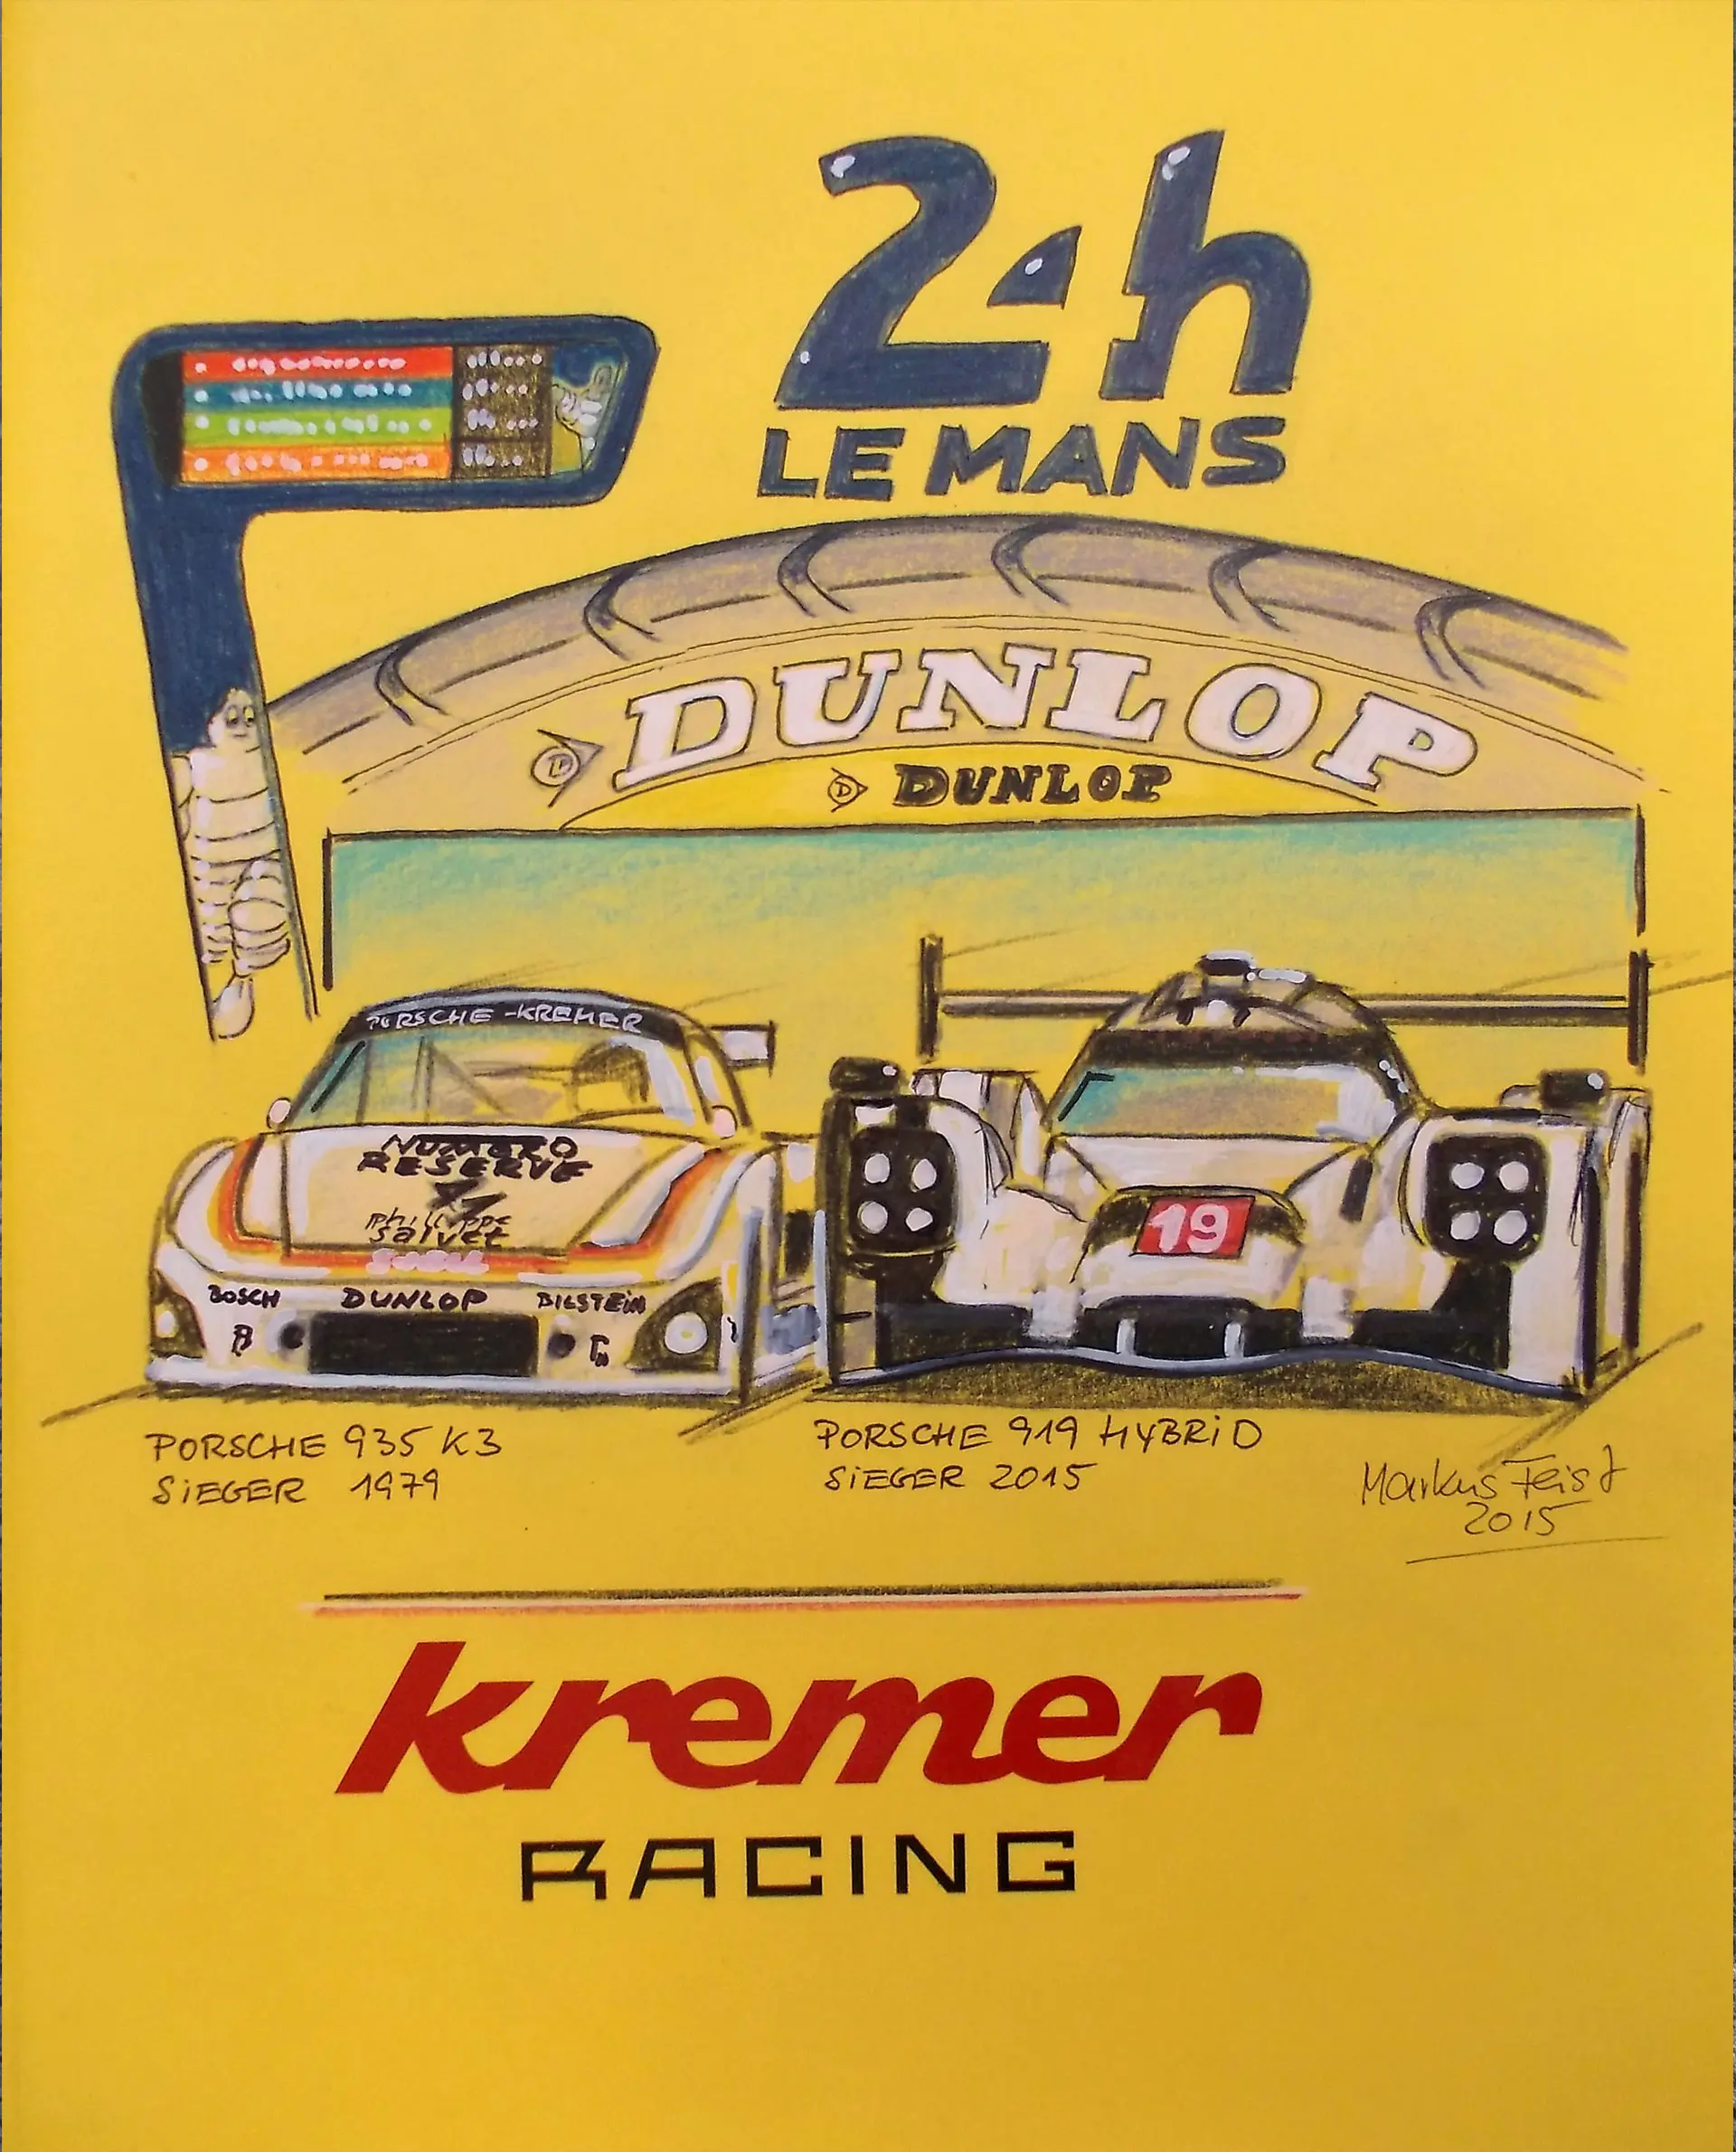 24h
LE MANS
DUNLOP
DUNLOP
PORSCHE-KREMER
NUMERO
RESERVE
philippe
salvet
BOSCH DUNLOP BILSTEIN
19
PORSCHE 935 K3
SIEGER 1979
PORSCHE 919 HYBRiD
SiEGER 2015
Markus Feist
2015
kremer
RACING